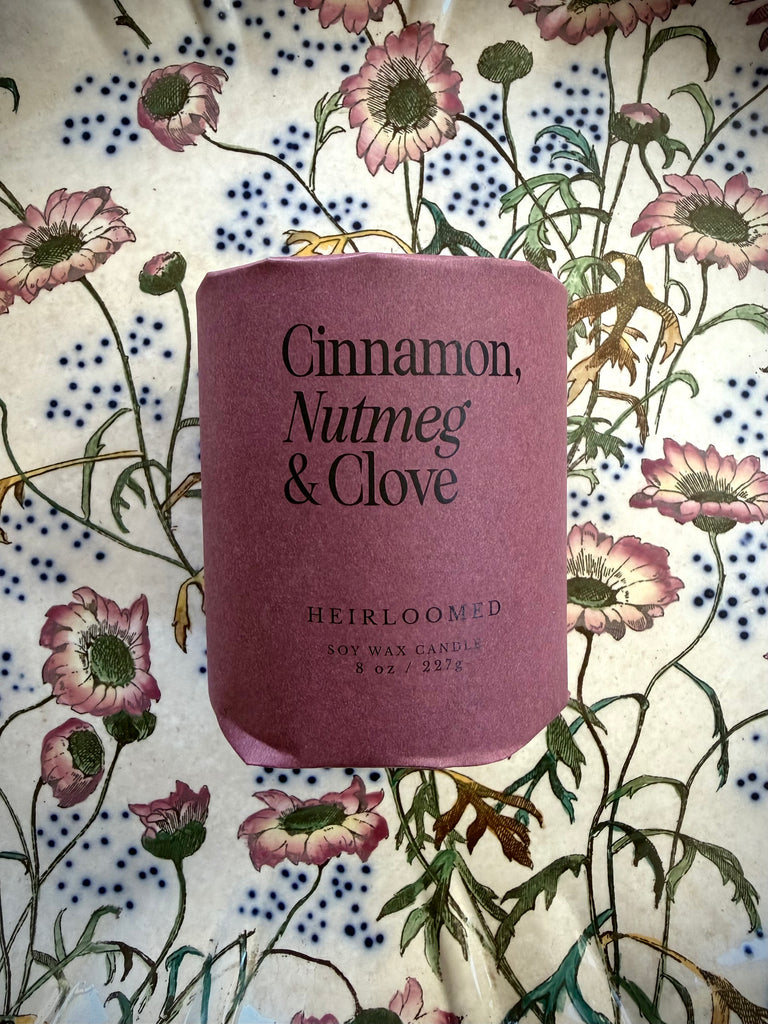 Cinnamon,
Nutmeg
& Clove
HEIRLOOMED
SOY WAX CANDLE
8 oz / 227g